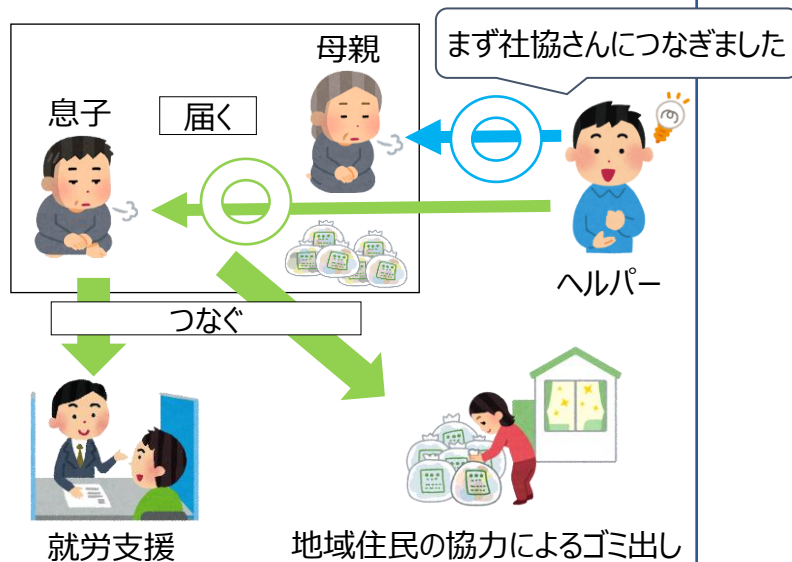 まず社協さんにつなぎました
母親
息子
届く
ヘルパー
つなぐ
就労支援
地域住民の協力によるゴミ出し